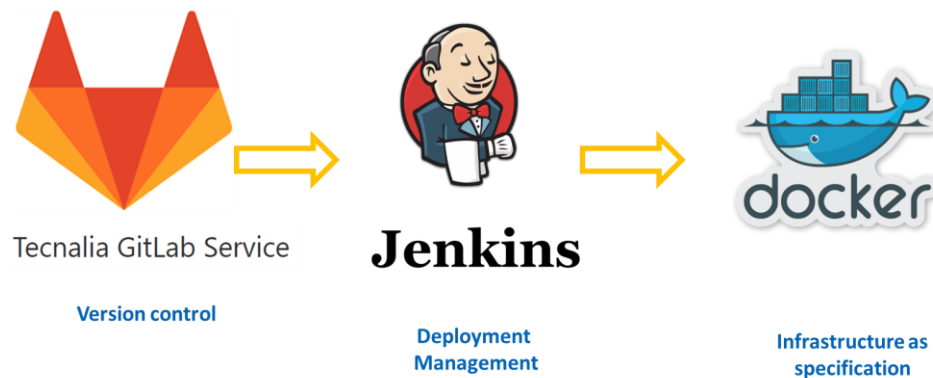 Tecnalia GitLab Service
Jenkins
docker
Version control
Deployment
Management
Infrastructure as
specification